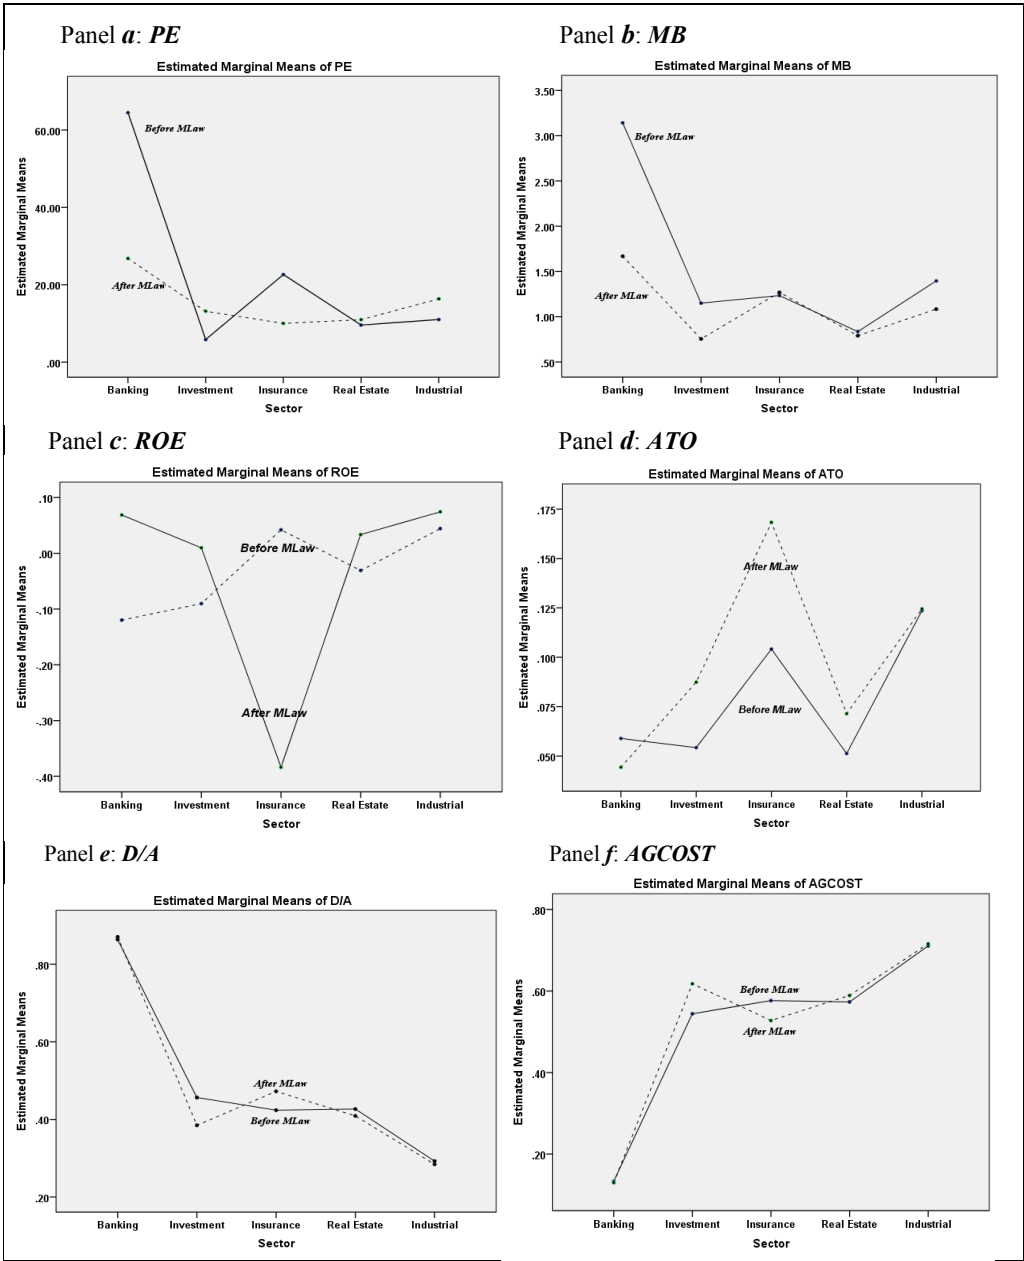 Panel a: PE
Estimated Marginal Means of PE
Estimated Marginal Means
60.00
40.00
20.00
.00
Before MLaw
After MLaw
Banking Investment Insurance Real Estate Industrial
Sector
Panel b: MB
Estimated Marginal Means of MB
Estimated Marginal Means
3.50
3.00
2.50
2.00
1.50
1.00
.50
Before MLaw
After MLaw
Banking Investment Insurance Real Estate Industrial
Sector
Panel c: ROE
Estimated Marginal Means of ROE
Estimated Marginal Means
.10
.00
-.10
-.20
-.30
-.40
Before MLaw
After MLaw
Banking Investment Insurance Real Estate Industrial
Sector
Panel d: ATO
Estimated Marginal Means of ATO
Estimated Marginal Means
.175
.150
.125
.100
.075
.050
After MLaw
Before MLaw
Banking Investment Insurance Real Estate Industrial
Sector
Panel e: D/A
Estimated Marginal Means of D/A
Estimated Marginal Means
.80
.60
.40
.20
After MLaw
Before MLaw
Banking Investment Insurance Real Estate Industrial
Sector
Panel f: AGCOST
Estimated Marginal Means of AGCOST
Estimated Marginal Means
.80
.60
.40
.20
Before MLaw
After MLaw
Banking Investment Insurance Real Estate Industrial
Sector